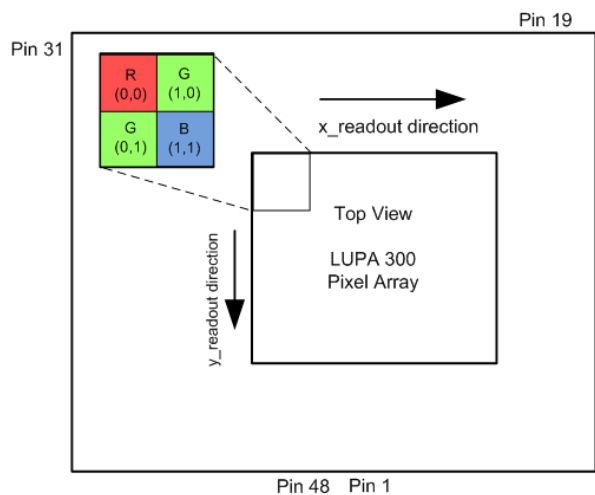 Pin 19
Pin 31
R G
(0,0) (1,0)
G B
(0,1) (1,1)
x_readout direction
Top View
LUPA 300
Pixel Array
y_readout direction
Pin 48 Pin 1